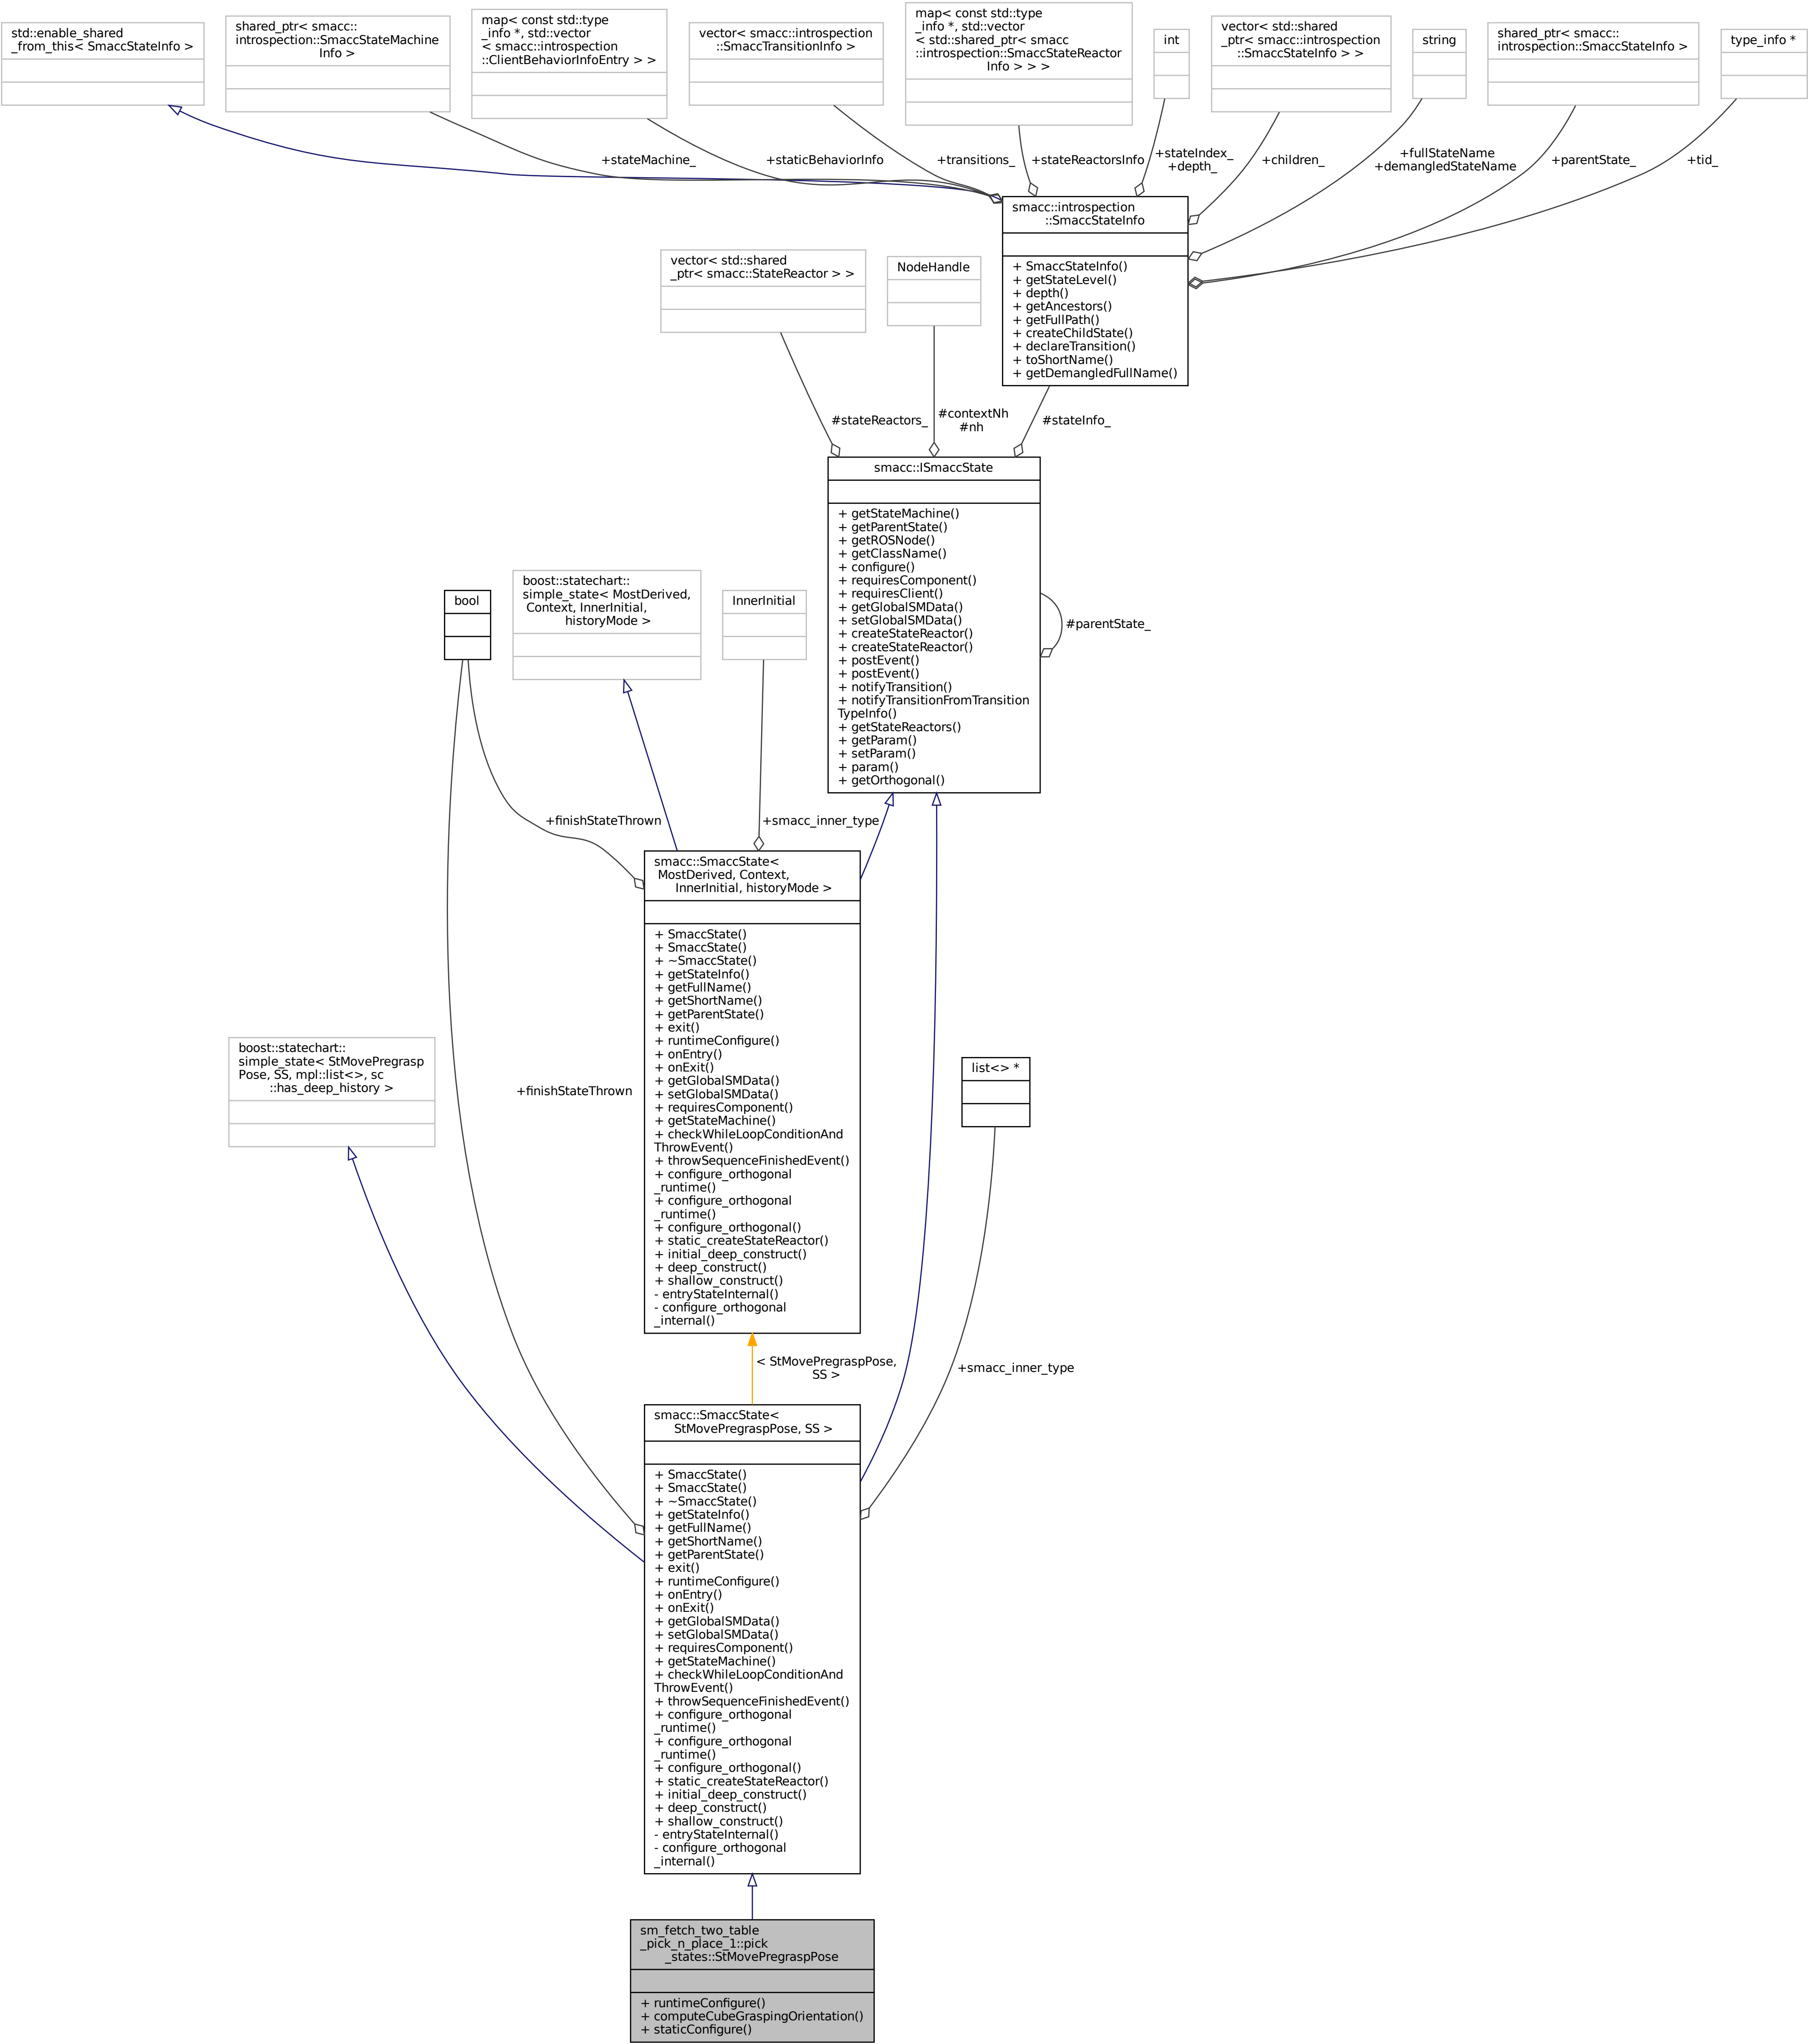 std::enable_shared
_from_this< SmaccStateInfo >
shared_ptr< smacc::
introspection::SmaccStateMachine
Info >
map< const std::type
_info *, std::vector
< smacc::introspection
::ClientBehaviorInfoEntry > >
vector< smacc::introspection
::SmaccTransitionInfo >
map< const std::type
_info *, std::vector
< std::shared_ptr< smacc
::introspection::SmaccStateReactor
Info > > >
int
vector< std::shared
_ptr< smacc::introspection
::SmaccStateInfo > >
string
shared_ptr< smacc::
introspection::SmaccStateInfo >
type_info *
+stateMachine_
+staticBehaviorInfo
+transitions_
+stateReactorsInfo
+stateIndex_
+depth_
+children_
+fullStateName
+demangledStateName
+parentState_
+tid_
smacc::introspection
::SmaccStateInfo
+ SmaccStateInfo()
+ getStateLevel()
+ depth()
+ getAncestors()
+ getFullPath()
+ createChildState()
+ declareTransition()
+ toShortName()
+ getDemangledFullName()
vector< std::shared
_ptr< smacc::StateReactor > >
NodeHandle
#stateReactors_
#contextNh
#nh
#stateInfo_
smacc::ISmaccState
+ getStateMachine()
+ getParentState()
+ getROSNode()
+ getClassName()
+ configure()
+ requiresComponent()
+ requiresClient()
+ getGlobalSMData()
+ setGlobalSMData()
+ createStateReactor()
+ createStateReactor()
+ postEvent()
+ postEvent()
+ notifyTransition()
+ notifyTransitionFromTransition
TypeInfo()
+ getStateReactors()
+ getParam()
+ setParam()
+ param()
+ getOrthogonal()
#parentState_
bool
boost::statechart::
simple_state< MostDerived,
Context, InnerInitial,
historyMode >
InnerInitial
+finishStateThrown
+smacc_inner_type
smacc::SmaccState<
MostDerived, Context,
InnerInitial, historyMode >
+ SmaccState()
+ SmaccState()
+ ~SmaccState()
+ getStateInfo()
+ getFullName()
+ getShortName()
+ getParentState()
+ exit()
+ runtimeConfigure()
+ onEntry()
+ onExit()
+ getGlobalSMData()
+ setGlobalSMData()
+ requiresComponent()
+ getStateMachine()
+ checkWhileLoopConditionAnd
ThrowEvent()
+ throwSequenceFinishedEvent()
+ configure_orthogonal
_runtime()
+ configure_orthogonal
_runtime()
+ configure_orthogonal()
+ static_createStateReactor()
+ initial_deep_construct()
+ deep_construct()
+ shallow_construct()
- entryStateInternal()
- configure_orthogonal
_internal()
boost::statechart::
simple_state< StMovePregrasp
Pose, SS, mpl::list<>, sc
::has_deep_history >
+finishStateThrown
list<> *
< StMovePregraspPose,
SS >
+smacc_inner_type
smacc::SmaccState<
StMovePregraspPose, SS >
+ SmaccState()
+ SmaccState()
+ ~SmaccState()
+ getStateInfo()
+ getFullName()
+ getShortName()
+ getParentState()
+ exit()
+ runtimeConfigure()
+ onEntry()
+ onExit()
+ getGlobalSMData()
+ setGlobalSMData()
+ requiresComponent()
+ getStateMachine()
+ checkWhileLoopConditionAnd
ThrowEvent()
+ throwSequenceFinishedEvent()
+ configure_orthogonal
_runtime()
+ configure_orthogonal
_runtime()
+ configure_orthogonal()
+ static_createStateReactor()
+ initial_deep_construct()
+ deep_construct()
+ shallow_construct()
- entryStateInternal()
- configure_orthogonal
_internal()
sm_fetch_two_table
_pick_n_place_1::pick
_states::StMovePregraspPose
+ runtimeConfigure()
+ computeCubeGraspingOrientation()
+ staticConfigure()